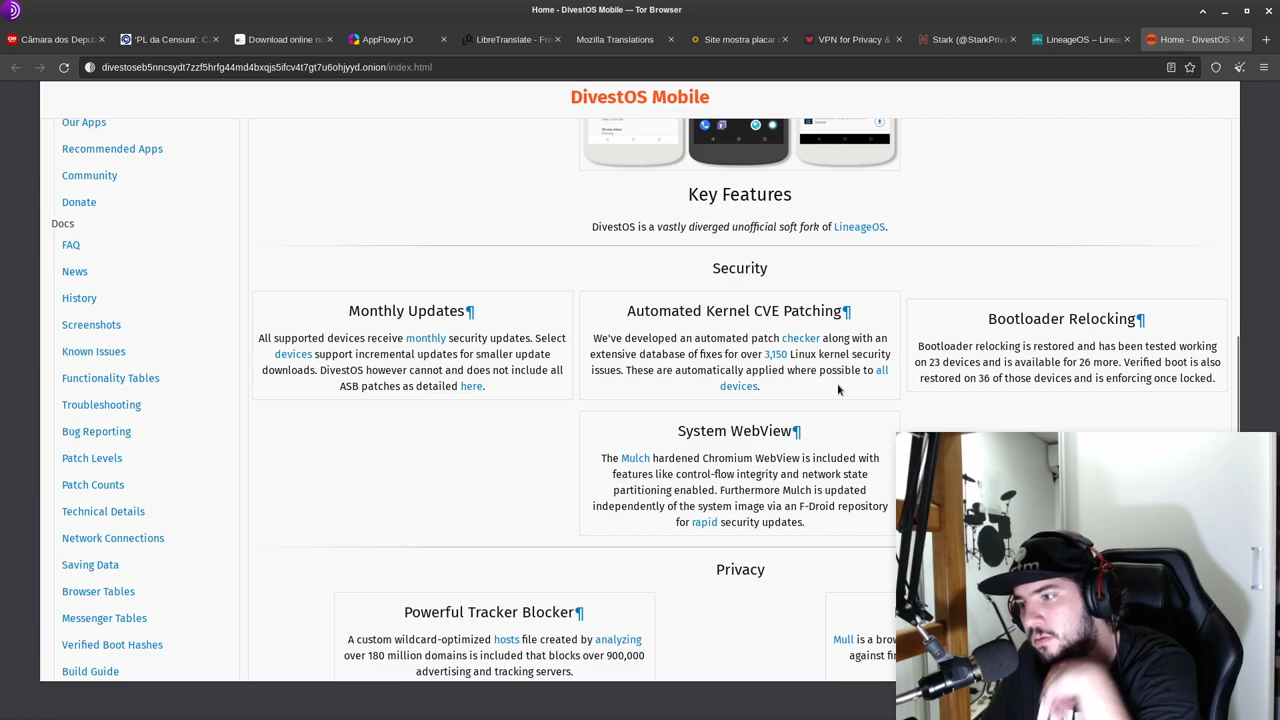 Home - DivestOS Mobile — Tor Browser
Câmara dos Deput
'PL da Censura': C
Download online no
AppFlowy.IO
LibreTranslate - Fre
Mozilla Translations
Site mostra placar
VPN for Privacy &
Stark (@StarkPriva
LineageOS – Linea
Home - DivestOS M
divestoseb5nncsydt7zzf5hrfg44md4bxqjs5ifcv4t7gt7u6ohjyyd.onion/index.html
DivestOS Mobile
Our Apps
Recommended Apps
Community
Donate
Docs
FAQ
News
History
Screenshots
Known Issues
Functionality Tables
Troubleshooting
Bug Reporting
Patch Levels
Patch Counts
Technical Details
Network Connections
Saving Data
Browser Tables
Messenger Tables
Verified Boot Hashes
Build Guide
Key Features
DivestOS is a vastly diverged unofficial soft fork of LineageOS.
Security
Monthly Updates¶
All supported devices receive monthly security updates. Select
devices support incremental updates for smaller update
downloads. DivestOS however cannot and does not include all
ASB patches as detailed here.
Automated Kernel CVE Patching¶
We've developed an automated patch checker along with an
extensive database of fixes for over 3,150 Linux kernel security
issues. These are automatically applied where possible to all
devices.
Bootloader Relocking¶
Bootloader relocking is restored and has been tested working
on 23 devices and is available for 26 more. Verified boot is also
restored on 36 of those devices and is enforcing once locked.
System WebView¶
The Mulch hardened Chromium WebView is included with
features like control-flow integrity and network state
partitioning enabled. Furthermore Mulch is updated
independently of the system image via an F-Droid repository
for rapid security updates.
Privacy
Powerful Tracker Blocker¶
A custom wildcard-optimized hosts file created by analyzing
over 180 million domains is included that blocks over 900,000
advertising and tracking servers.
Mull is a brow
against fi